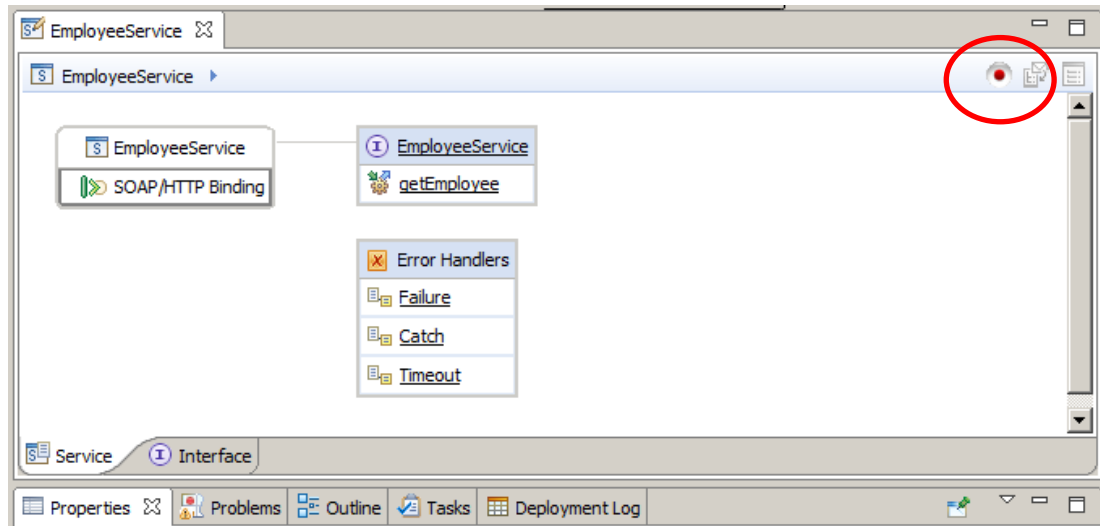 EmployeeService
EmployeeService
EmployeeService
SOAP/HTTP Binding
EmployeeService
getEmployee
Error Handlers
Failure
Catch
Timeout
Service Interface
Properties Problems Outline Tasks Deployment Log